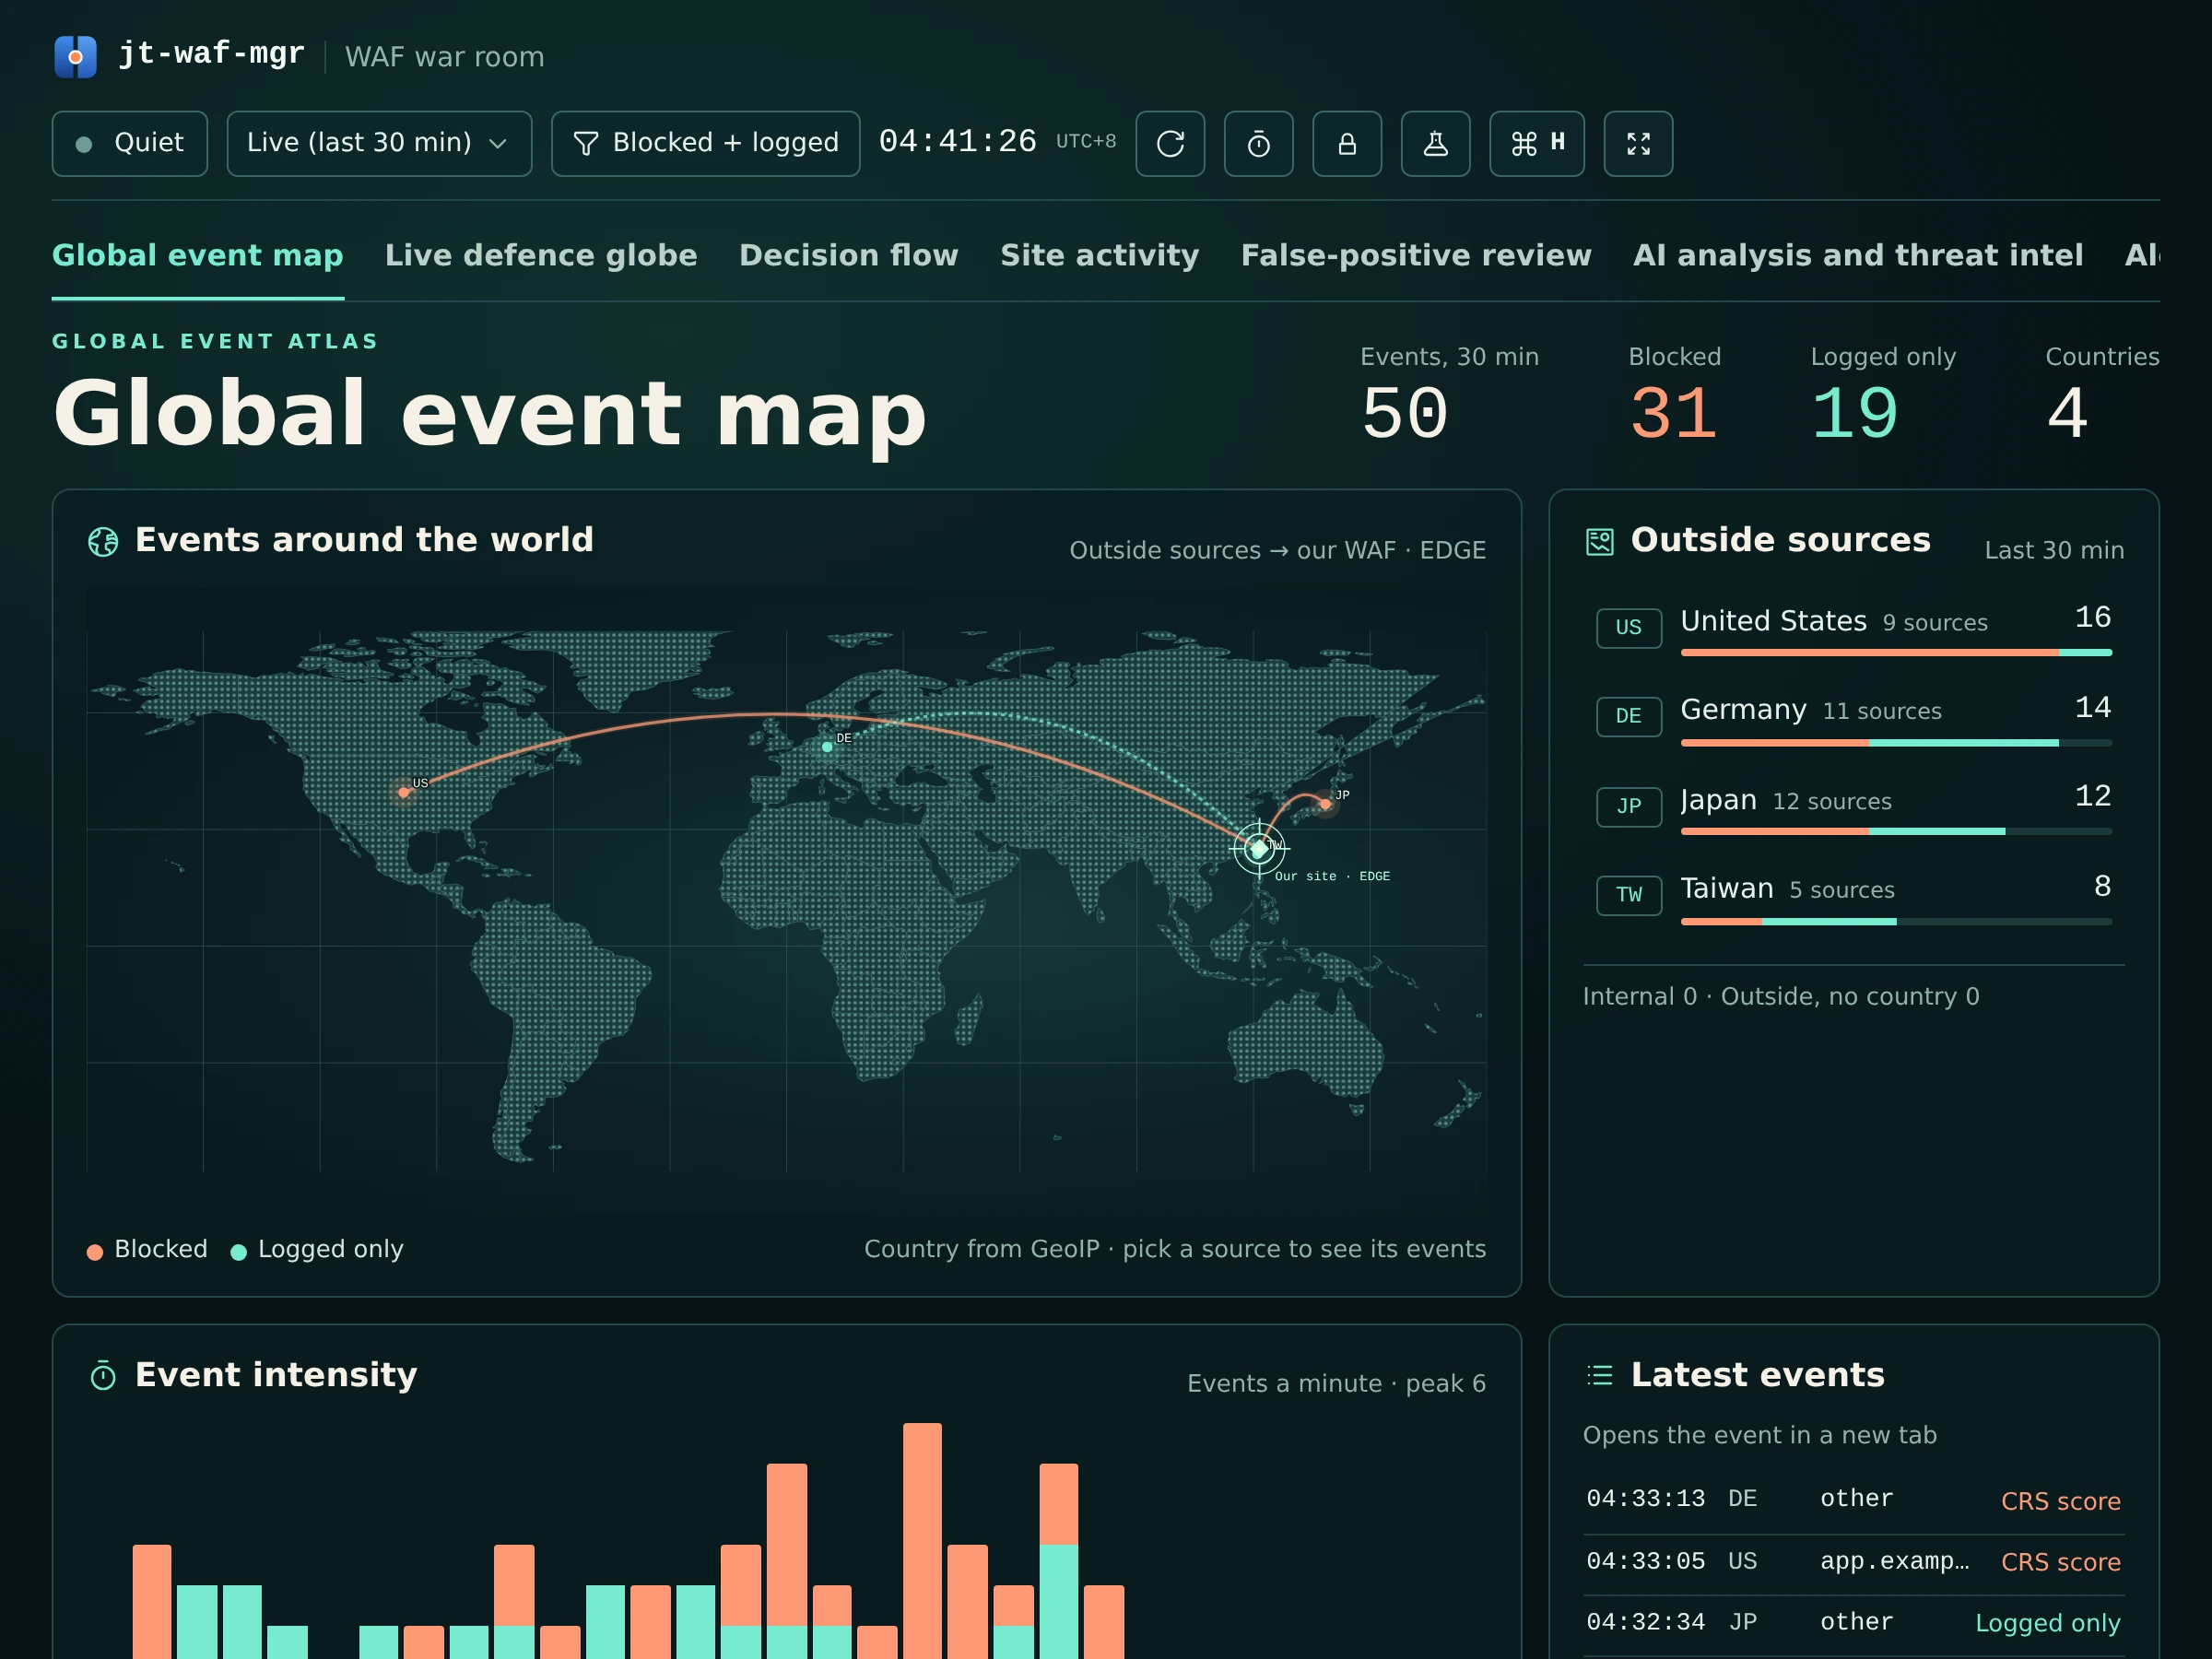 jt-waf-mgr WAF war room
Quiet Live (last 30 min) Blocked + logged 04:41:26 UTC+8 ⌘ H
Global event map Live defence globe Decision flow Site activity False-positive review AI analysis and threat intel
GLOBAL EVENT ATLAS
Global event map
Events, 30 min Blocked Logged only Countries
50 31 19 4
Events around the world Outside sources → our WAF · EDGE
US
DE
JP
TW
Our site · EDGE
Blocked Logged only Country from GeoIP · pick a source to see its events
Outside sources Last 30 min
US United States 9 sources 16
DE Germany 11 sources 14
JP Japan 12 sources 12
TW Taiwan 5 sources 8
Internal 0 · Outside, no country 0
Event intensity Events a minute · peak 6
Latest events
Opens the event in a new tab
04:33:13 DE other CRS score
04:33:05 US app.examp… CRS score
04:32:34 JP other Logged only